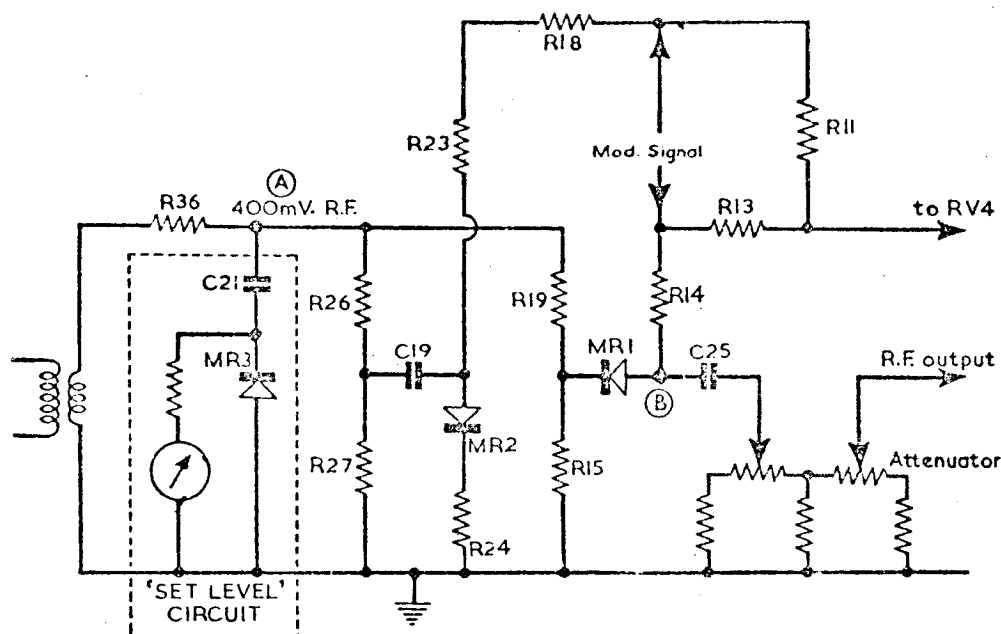 R18
R23
R11
Mod. Signal
A
400mV. R.F.
R36
R13
to RV4
C21
R26
R19
R14
C19
MR1
C25
R.F. output
MR3
B
MR2
R27
R15
Attenuator
R24
'SET LEVEL'
CIRCUIT